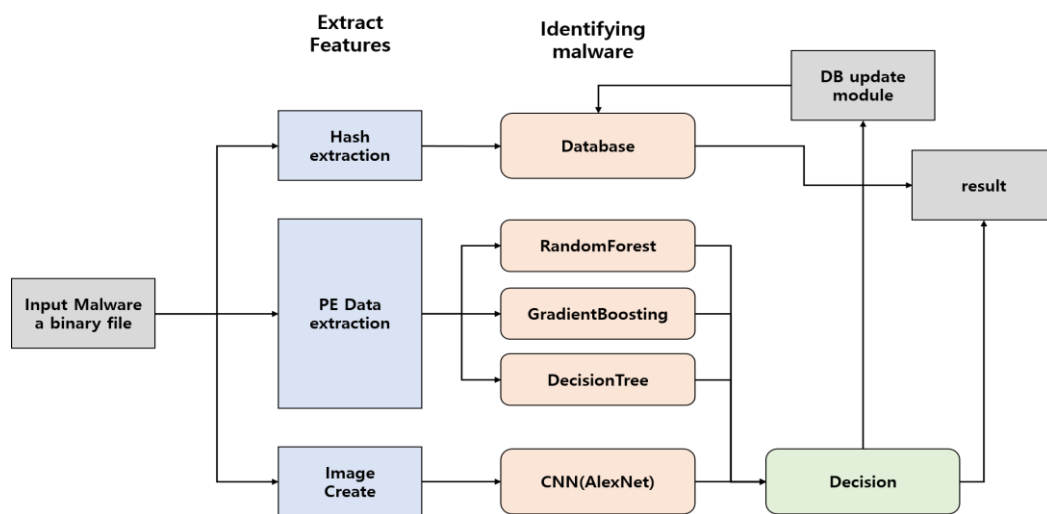 Extract
Features
Identifying
malware
DB update
module
Hash
extraction
Database
result
RandomForest
Input Malware
a binary file
PE Data
extraction
GradientBoosting
DecisionTree
Image
Create
CNN(AlexNet)
Decision